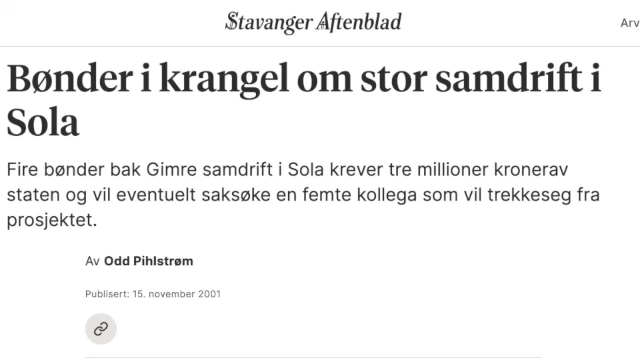 Stavanger Aftenblad
Arv
Bønder i krangel om stor samdrift i
Sola
Fire bønder bak Gimre samdrift i Sola krever tre millioner kronerav
staten og vil eventuelt saksøke en femte kollega som vil trekkeseg fra
prosjektet.
Av Odd Pihlstrøm
Publisert: 15. november 2001